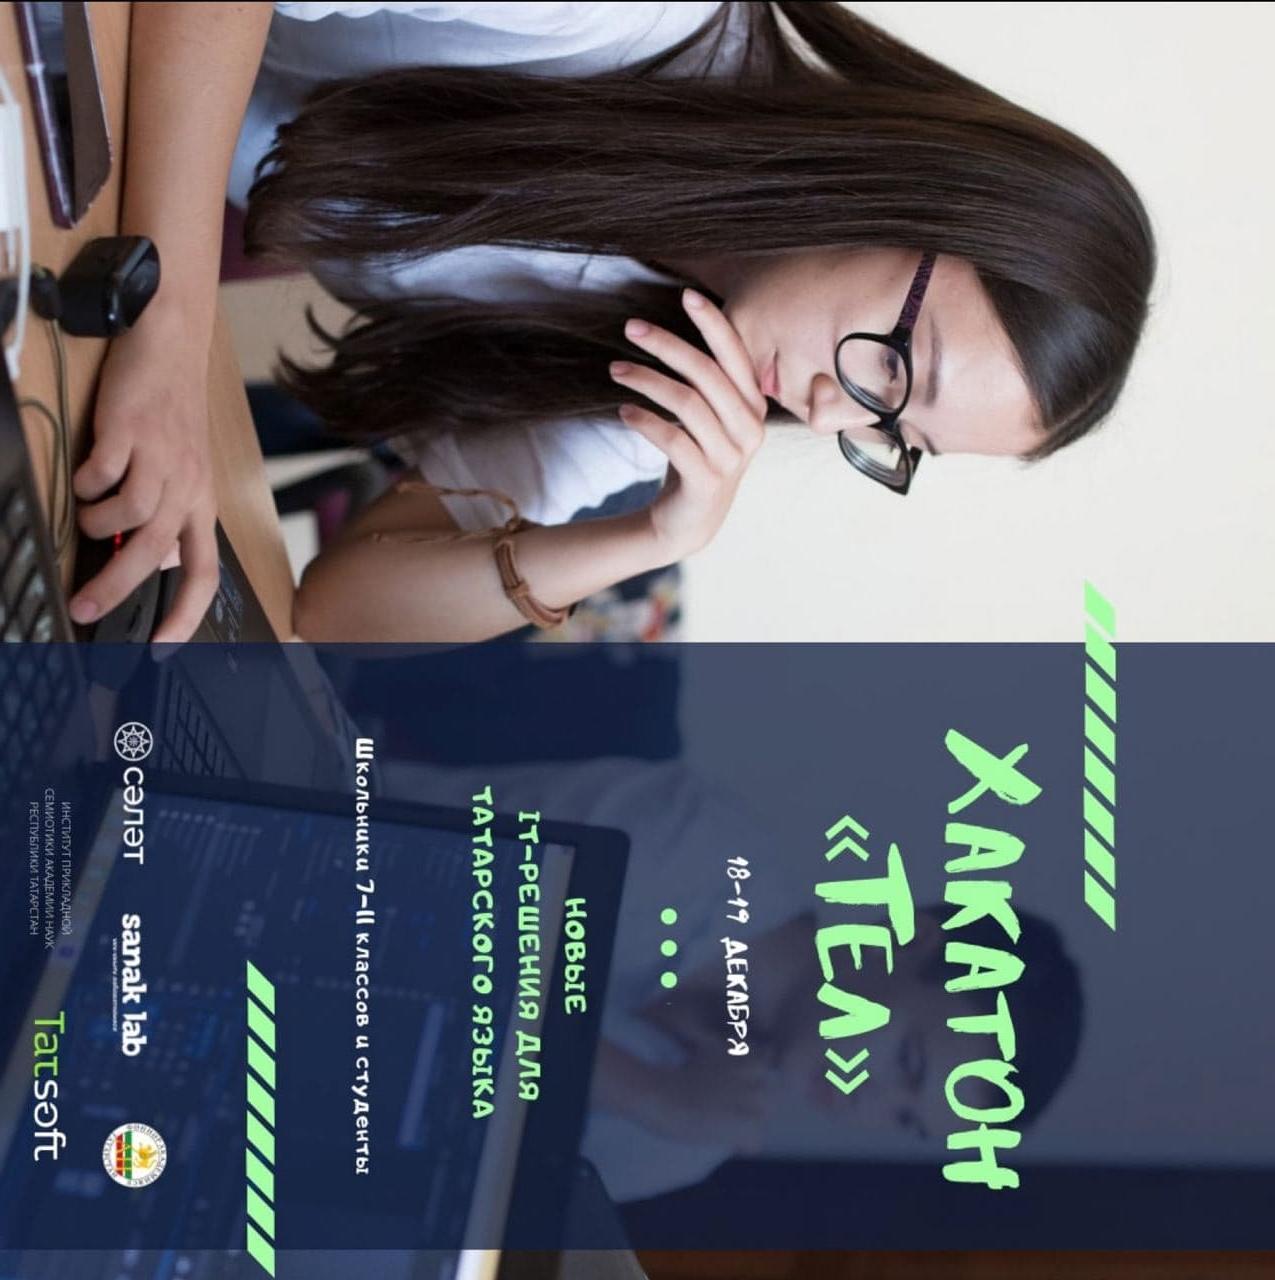 ХАКАТОН
«ТЕЛ»
18-19 ДЕКАБРЯ
НОВЫЕ
IT-РЕШЕНИЯ ДЛЯ
ТАТАРСКОГО ЯЗЫКА
Школьники 7-11 классов и студенты
сәләт
sanak lab
ИНСТИТУТ ПРИКЛАДНОЙ
СЕМИОТИКИ АКАДЕМИИ НАУК
РЕСПУБЛИКИ ТАТАРСТАН
Tatsoft